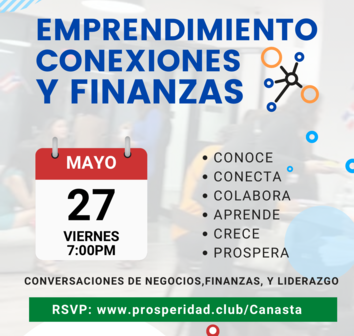 EMPRENDIMIENTO
CONEXIONES
Y FINANZAS
MAYO
27
VIERNES
7:00PM
• CONOCE
• CONECTA
• COLABORA
• APRENDE
• CRECE
• PROSPERA
CONVERSACIONES DE NEGOCIOS,FINANZAS, Y LIDERAZGO
RSVP: www.prosperidad.club/Canasta